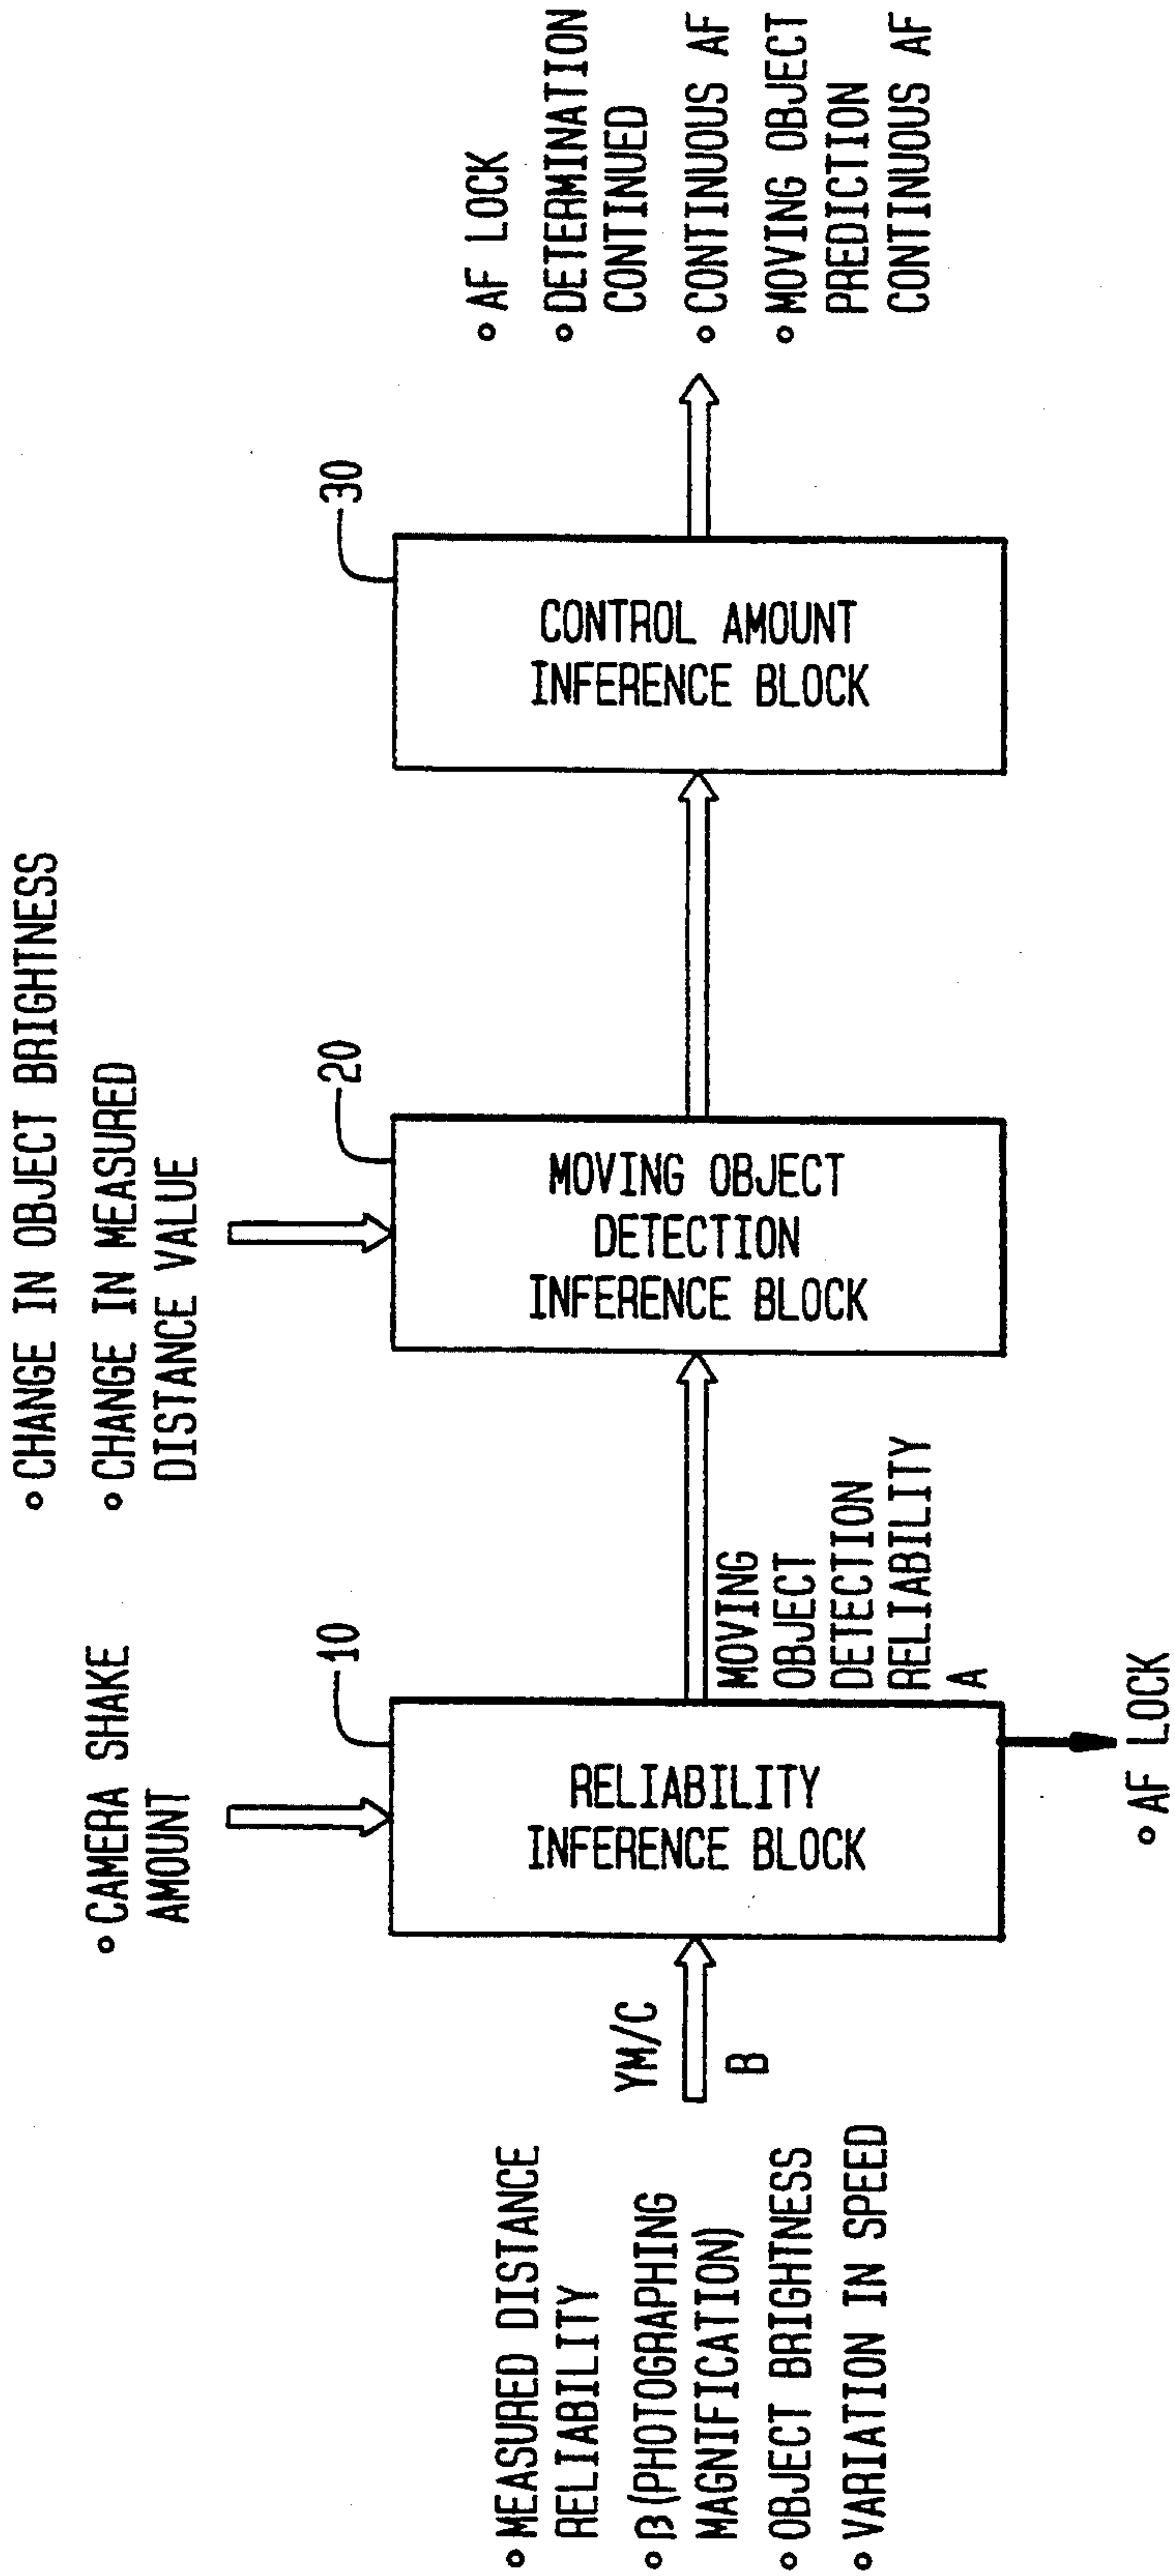 • CHANGE IN OBJECT BRIGHTNESS
• CHANGE IN MEASURED
DISTANCE VALUE
• CAMERA SHAKE
AMOUNT
• MEASURED DISTANCE
RELIABILITY
• β (PHOTOGRAPHING
MAGNIFICATION)
• OBJECT BRIGHTNESS
• VARIATION IN SPEED
YM/C
B
10
RELIABILITY
INFERENCE BLOCK
MOVING
OBJECT
DETECTION
RELIABILITY
A
• AF LOCK
20
MOVING OBJECT
DETECTION
INFERENCE BLOCK
30
CONTROL AMOUNT
INFERENCE BLOCK
• AF LOCK
• DETERMINATION
CONTINUED
• CONTINUOUS AF
• MOVING OBJECT
PREDICTION
CONTINUOUS AF